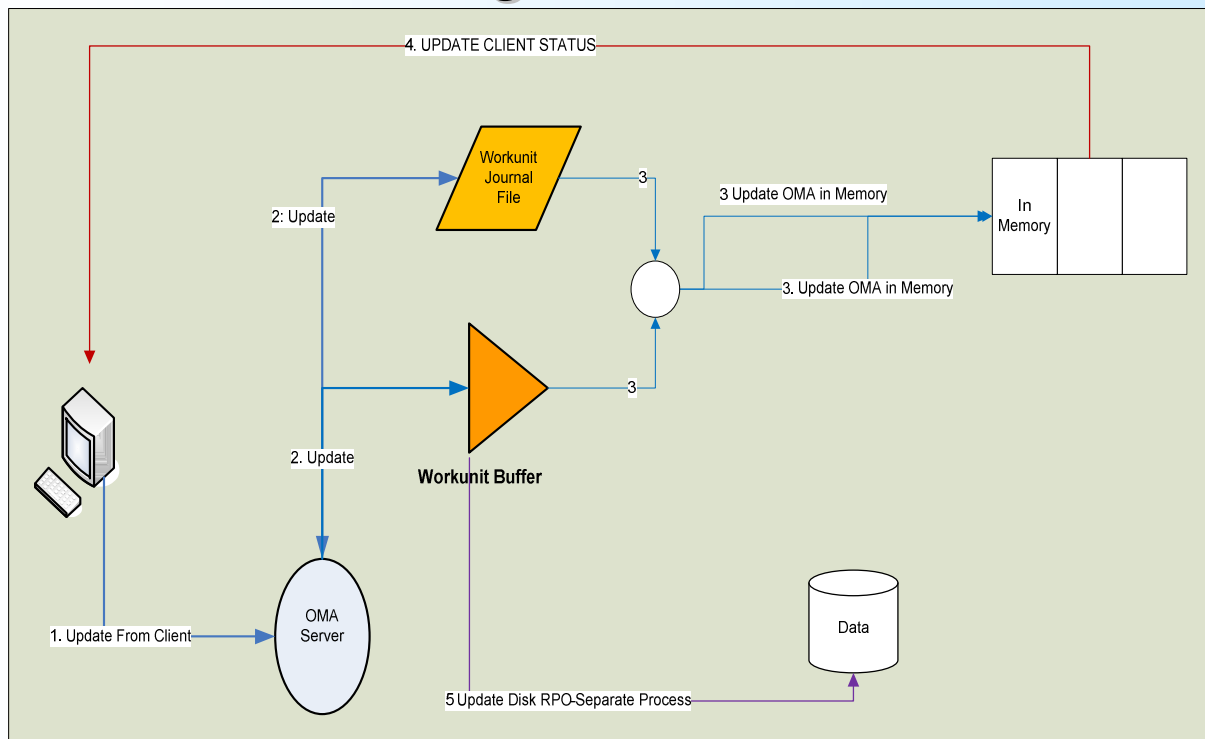 4. UPDATE CLIENT STATUS
Workunit
Journal
File
3
2: Update
3 Update OMA in Memory
In
Memory
3. Update OMA in Memory
3
2. Update
Workunit Buffer
OMA
Server
1. Update From Client
Data
5 Update Disk RPO-Separate Process